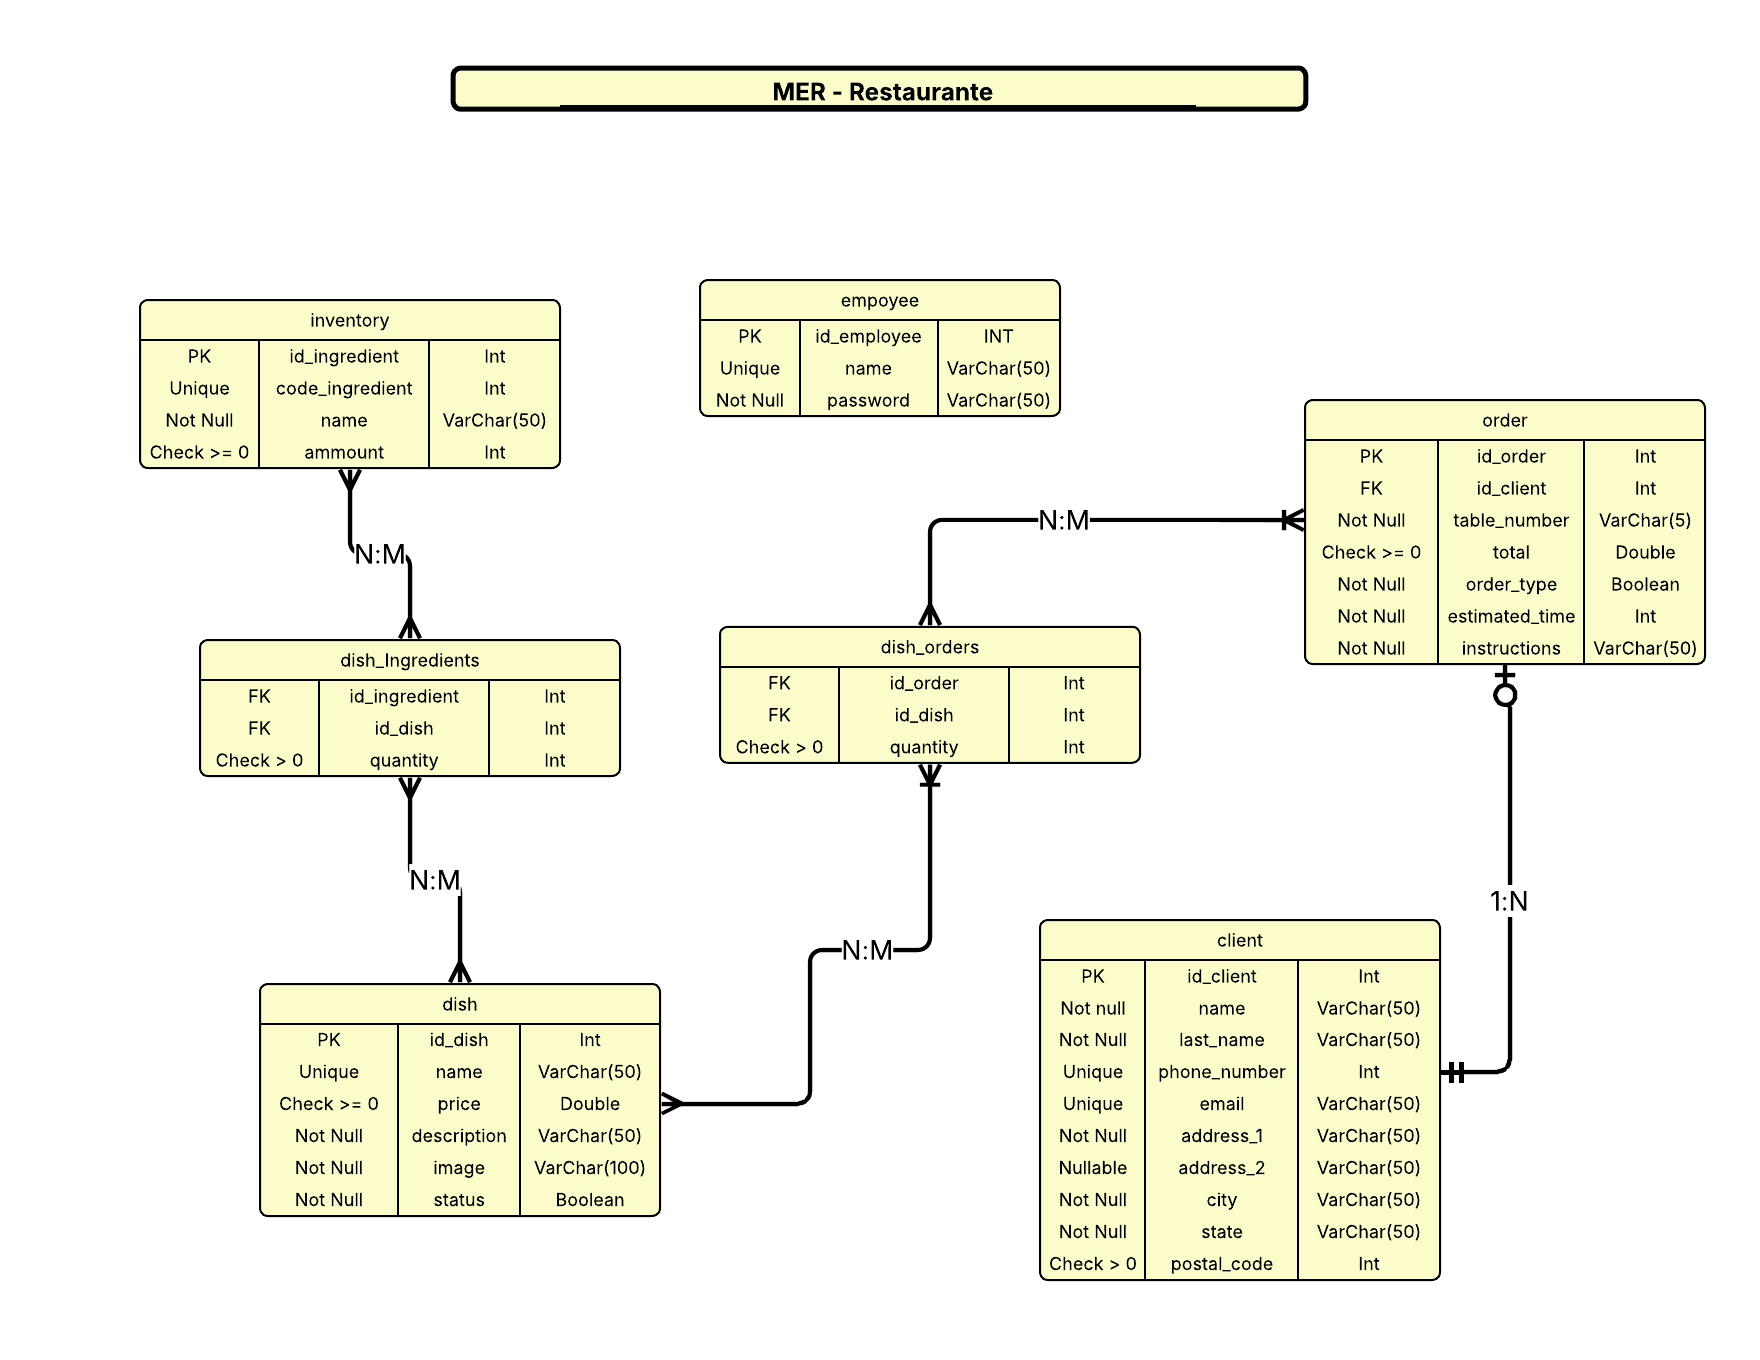 MER - Restaurante
inventory
PK id_ingredient Int
Unique code_ingredient Int
Not Null name VarChar(50)
Check >= 0 ammount Int
empoyee
PK id_employee INT
Unique name VarChar(50)
Not Null password VarChar(50)
order
PK id_order Int
FK id_client Int
Not Null table_number VarChar(5)
Check >= 0 total Double
Not Null order_type Boolean
Not Null estimated_time Int
Not Null instructions VarChar(50)
N:M
N:M
dish_Ingredients
FK id_ingredient Int
FK id_dish Int
Check > 0 quantity Int
dish_orders
FK id_order Int
FK id_dish Int
Check > 0 quantity Int
N:M
N:M
1:N
dish
PK id_dish Int
Unique name VarChar(50)
Check >= 0 price Double
Not Null description VarChar(50)
Not Null image VarChar(100)
Not Null status Boolean
client
PK id_client Int
Not null name VarChar(50)
Not Null last_name VarChar(50)
Unique phone_number Int
Unique email VarChar(50)
Not Null address_1 VarChar(50)
Nullable address_2 VarChar(50)
Not Null city VarChar(50)
Not Null state VarChar(50)
Check > 0 postal_code Int